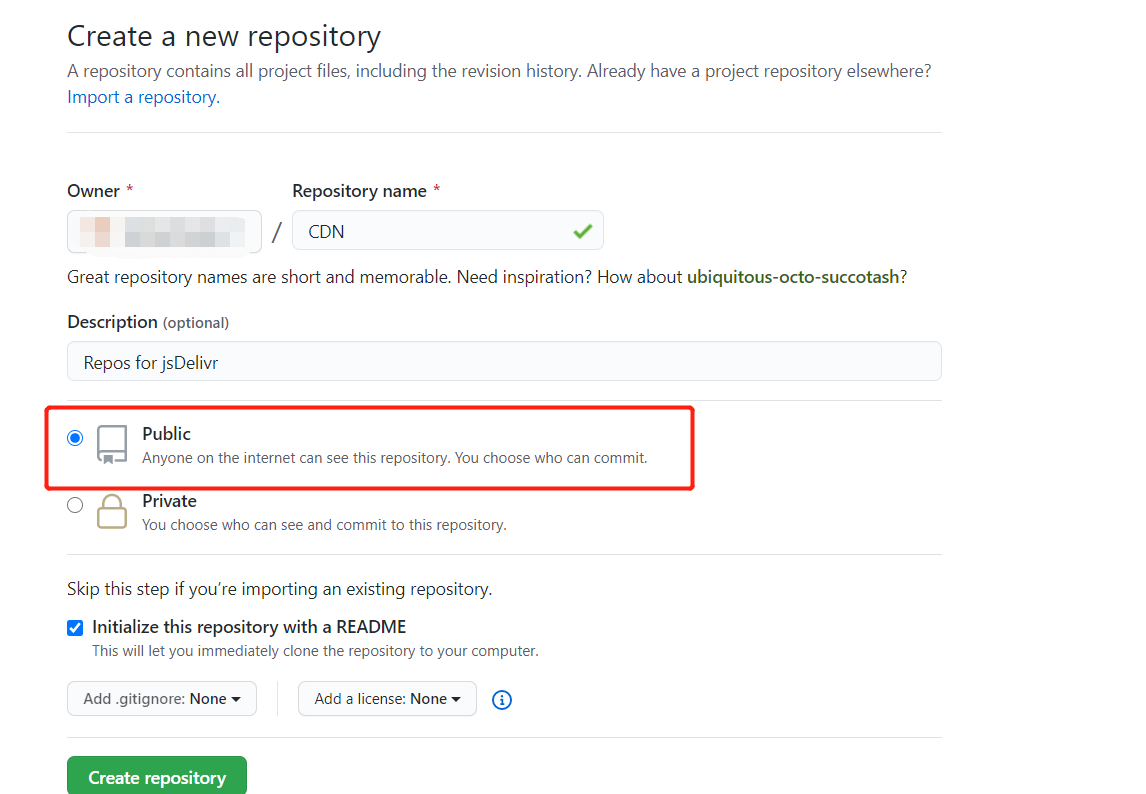 Create a new repository
A repository contains all project files, including the revision history. Already have a project repository elsewhere?
Import a repository.
Owner * Repository name *
/ CDN
Great repository names are short and memorable. Need inspiration? How about ubiquitous-octo-succotash?
Description (optional)
Repos for jsDelivr
Public
Anyone on the internet can see this repository. You choose who can commit.
Private
You choose who can see and commit to this repository.
Skip this step if you’re importing an existing repository.
Initialize this repository with a README
This will let you immediately clone the repository to your computer.
Add .gitignore: None Add a license: None
Create repository